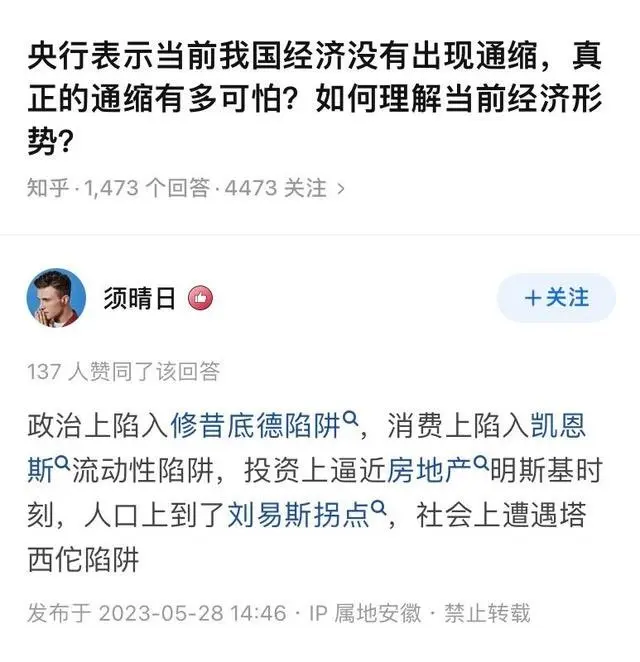 央行表示当前我国经济没有出现通缩，真
正的通缩有多可怕？如何理解当前经济形
势？
知乎 · 1,473 个回答 · 4473 关注 >
须晴日
＋关注
137 人赞同了该回答
政治上陷入修昔底德陷阱，消费上陷入凯恩
斯流动性陷阱，投资上逼近房地产明斯基时
刻，人口上到了刘易斯拐点，社会上遭遇塔
西佗陷阱
发布于 2023-05-28 14:46 · IP 属地安徽 · 禁止转载